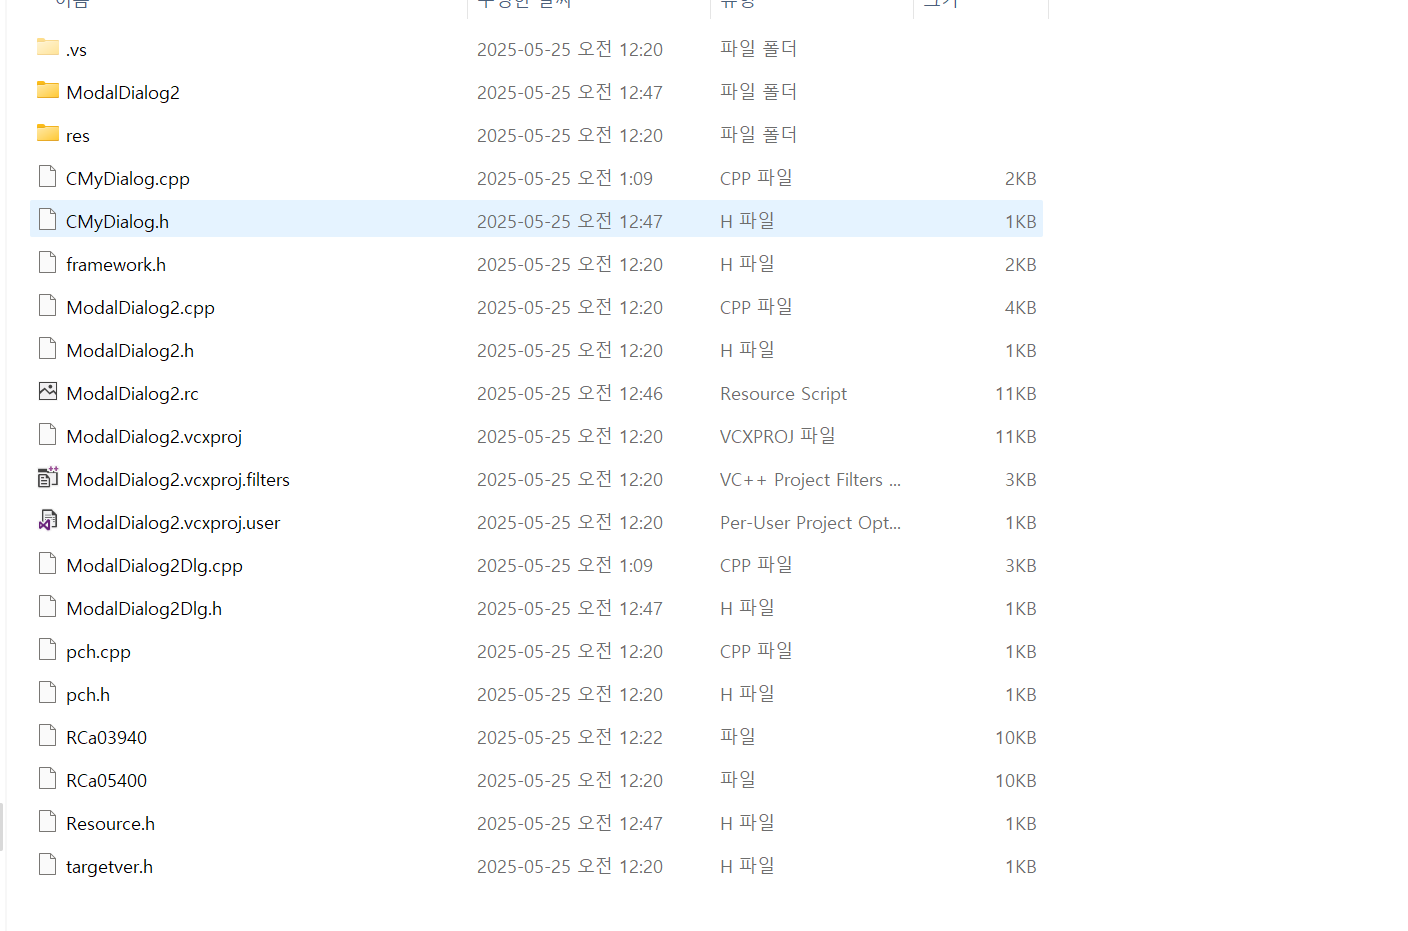 이름 수정한 날짜 유형 크기
.vs 2025-05-25 오전 12:20 파일 폴더
ModalDialog2 2025-05-25 오전 12:47 파일 폴더
res 2025-05-25 오전 12:20 파일 폴더
CMyDialog.cpp 2025-05-25 오전 1:09 CPP 파일 2KB
CMyDialog.h 2025-05-25 오전 12:47 H 파일 1KB
framework.h 2025-05-25 오전 12:20 H 파일 2KB
ModalDialog2.cpp 2025-05-25 오전 12:20 CPP 파일 4KB
ModalDialog2.h 2025-05-25 오전 12:20 H 파일 1KB
ModalDialog2.rc 2025-05-25 오전 12:46 Resource Script 11KB
ModalDialog2.vcxproj 2025-05-25 오전 12:20 VCXPROJ 파일 11KB
ModalDialog2.vcxproj.filters 2025-05-25 오전 12:20 VC++ Project Filters ... 3KB
ModalDialog2.vcxproj.user 2025-05-25 오전 12:20 Per-User Project Opt... 1KB
ModalDialog2Dlg.cpp 2025-05-25 오전 1:09 CPP 파일 3KB
ModalDialog2Dlg.h 2025-05-25 오전 12:47 H 파일 1KB
pch.cpp 2025-05-25 오전 12:20 CPP 파일 1KB
pch.h 2025-05-25 오전 12:20 H 파일 1KB
RCa03940 2025-05-25 오전 12:22 파일 10KB
RCa05400 2025-05-25 오전 12:20 파일 10KB
Resource.h 2025-05-25 오전 12:47 H 파일 1KB
targetver.h 2025-05-25 오전 12:20 H 파일 1KB